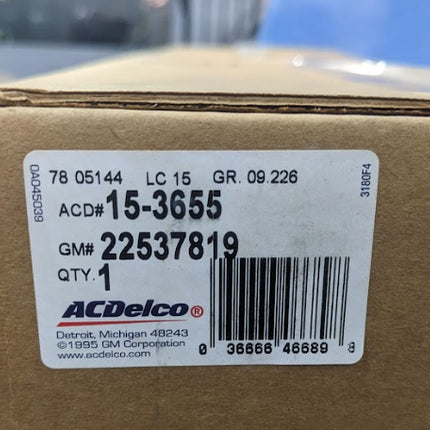 78 05144 LC 15 GR. 09.226
0A045039
3180F4
ACD# 15-3655
GM# 22537819
QTY. 1
ACDelco®
Detroit, Michigan 48243
©1995 GM Corporation
www.acdelco.com
0 36666 46689 8